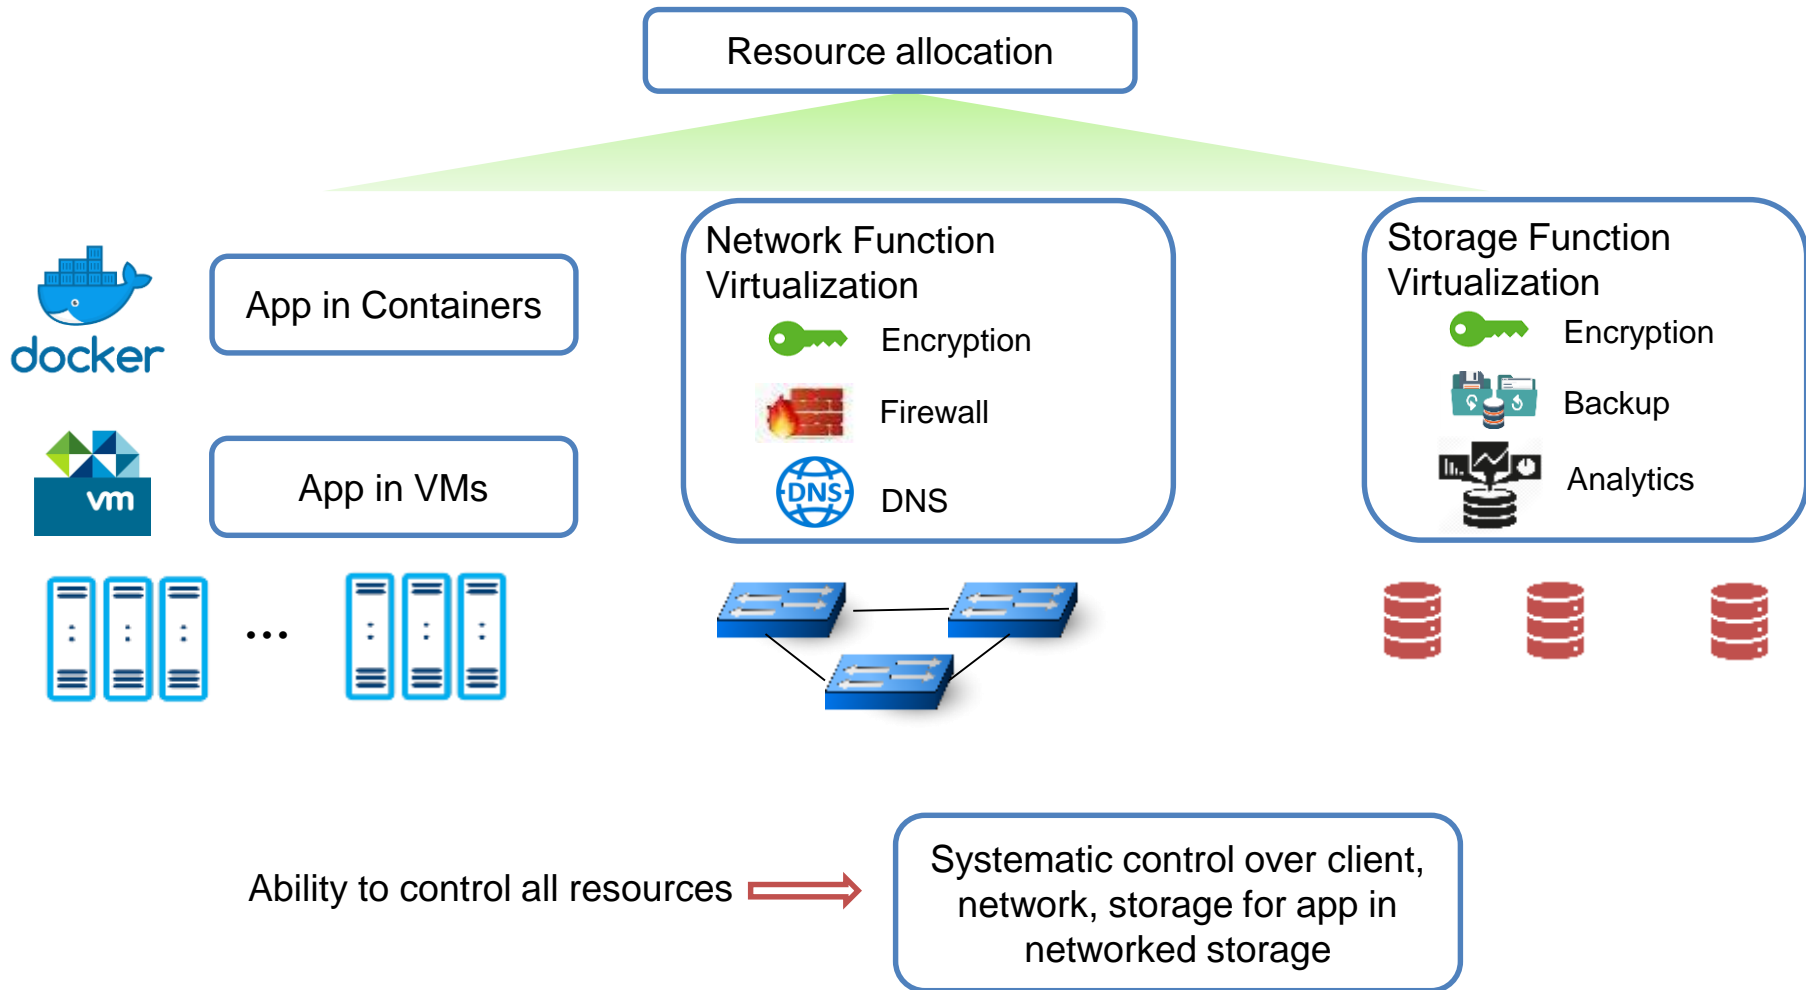 Resource allocation
docker
App in Containers
vm
App in VMs
...
Network Function
Virtualization
Encryption
Firewall
DNS
DNS
Storage Function
Virtualization
Encryption
Backup
Analytics
Ability to control all resources
Systematic control over client,
network, storage for app in
networked storage